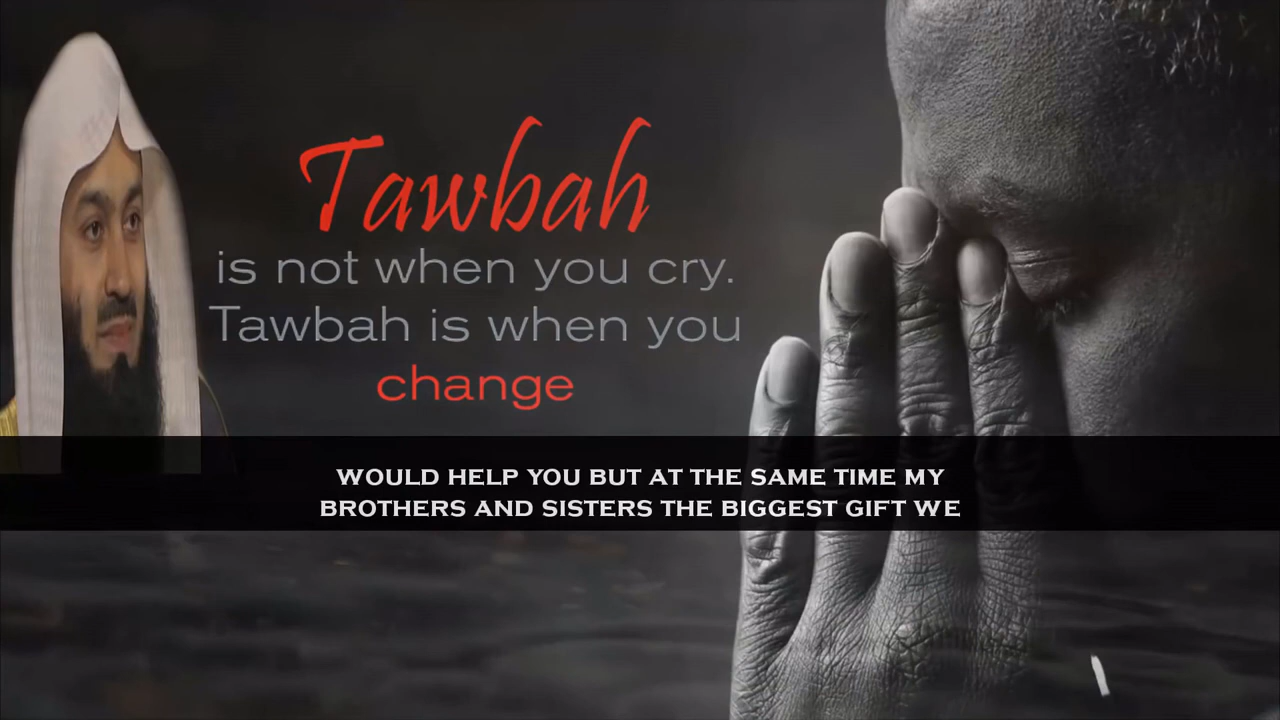 Tawbah
is not when you cry.
Tawbah is when you
change
WOULD HELP YOU BUT AT THE SAME TIME MY
BROTHERS AND SISTERS THE BIGGEST GIFT WE